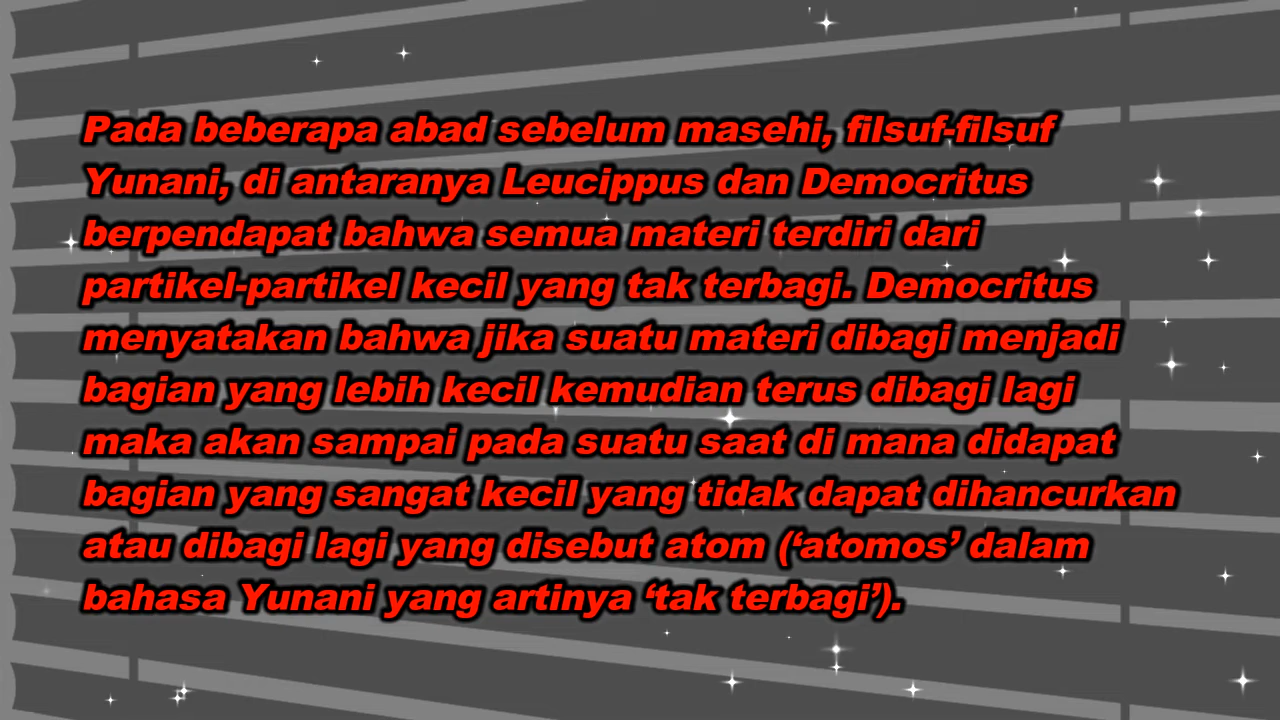 Pada beberapa abad sebelum masehi, filsuf-filsuf
Yunani, di antaranya Leucippus dan Democritus
berpendapat bahwa semua materi terdiri dari
partikel-partikel kecil yang tak terbagi. Democritus
menyatakan bahwa jika suatu materi dibagi menjadi
bagian yang lebih kecil kemudian terus dibagi lagi
maka akan sampai pada suatu saat di mana didapat
bagian yang sangat kecil yang tidak dapat dihancurkan
atau dibagi lagi yang disebut atom (‘atomos’ dalam
bahasa Yunani yang artinya ‘tak terbagi’).